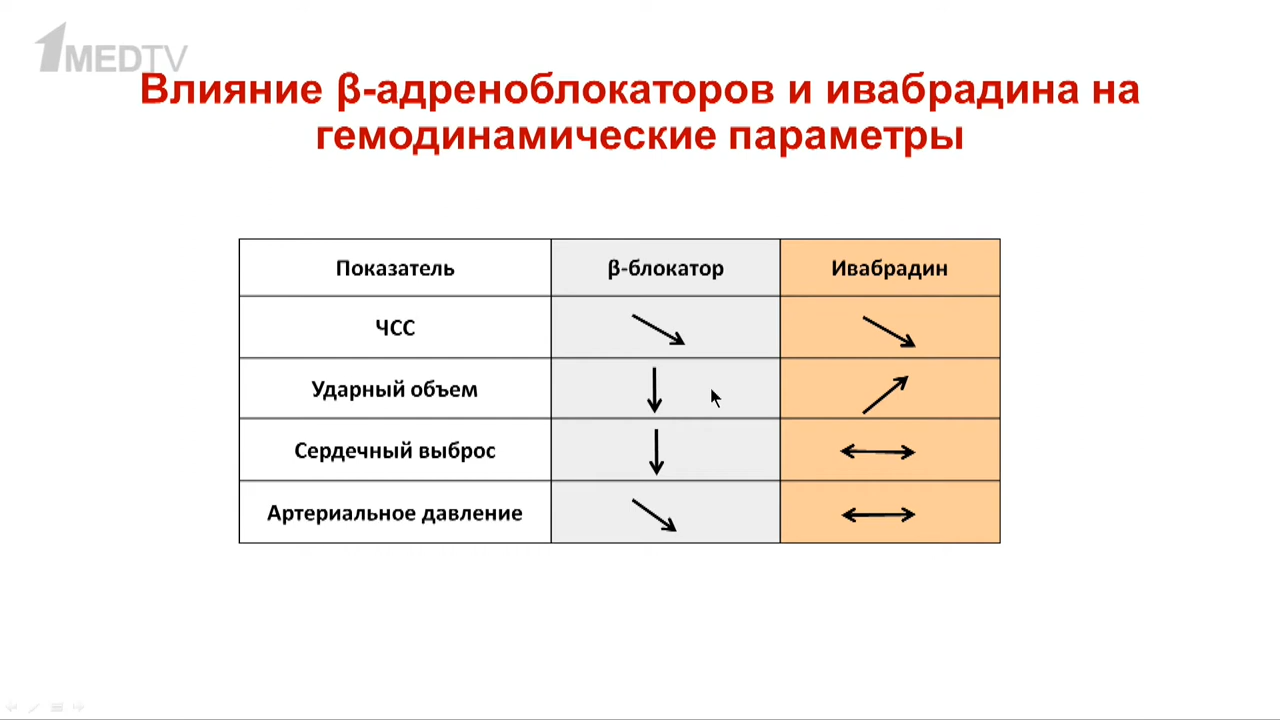 1MEDTV
Влияние β-адреноблокаторов и ивабрадина на
гемодинамические параметры
Показатель β-блокатор Ивабрадин
ЧСС
Ударный объем
Сердечный выброс
Артериальное давление